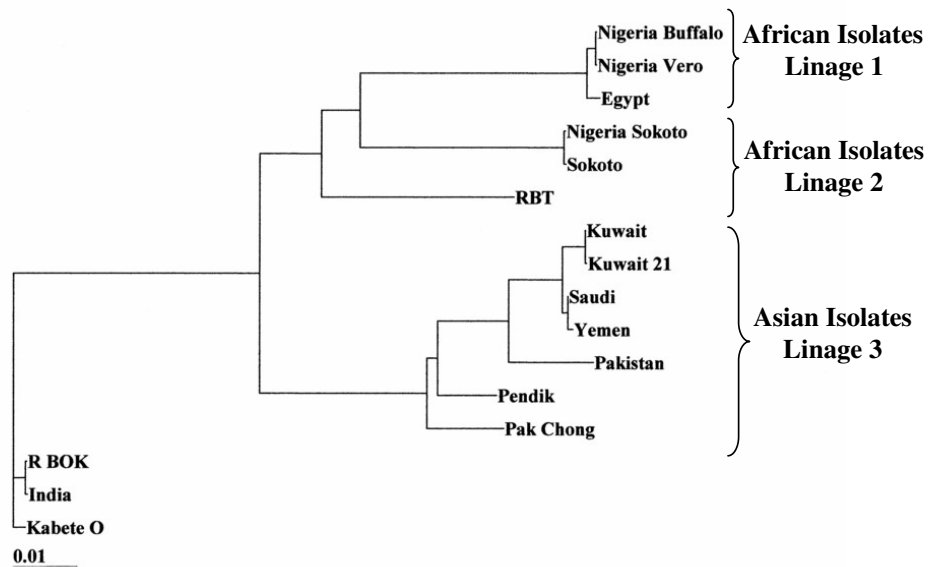 Nigeria Buffalo
Nigeria Vero
Egypt
African Isolates
Linage 1
Nigeria Sokoto
Sokoto
RBT
African Isolates
Linage 2
Kuwait
Kuwait 21
Saudi
Yemen
Pakistan
Pendik
Pak Chong
Asian Isolates
Linage 3
R BOK
India
Kabete O
0.01